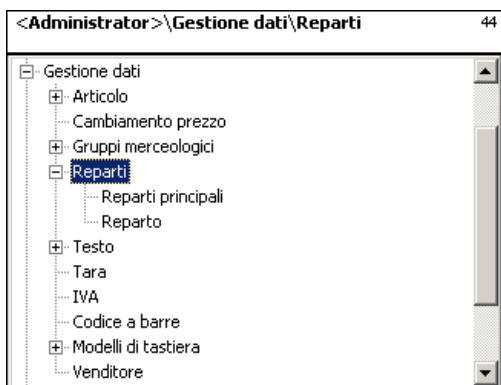 <Administrator>\Gestione dati\Reparti 44
Gestione dati
Articolo
Cambiamento prezzo
Gruppi merceologici
Reparti
Reparti principali
Reparto
Testo
Tara
IVA
Codice a barre
Modelli di tastiera
Venditore